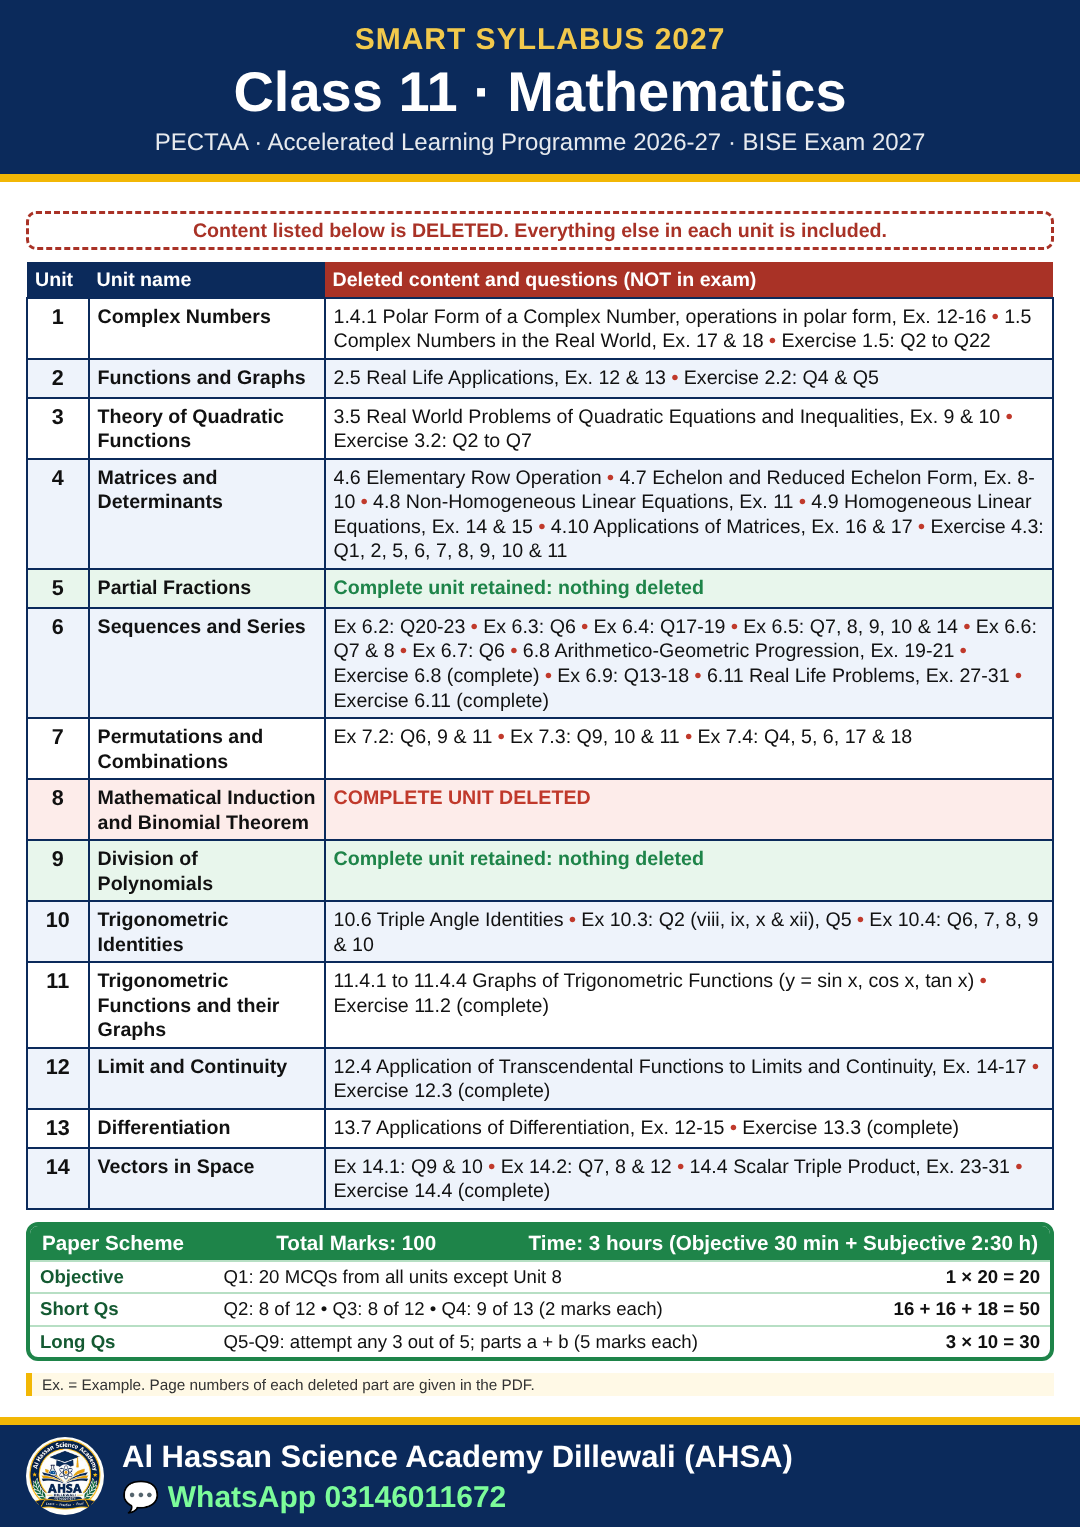 SMART SYLLABUS 2027
Class 11 · Mathematics
PECTAA · Accelerated Learning Programme 2026-27 · BISE Exam 2027
Content listed below is DELETED. Everything else in each unit is included.
Unit Unit name Deleted content and questions (NOT in exam)
1 Complex Numbers 1.4.1 Polar Form of a Complex Number, operations in polar form, Ex. 12-16 • 1.5
Complex Numbers in the Real World, Ex. 17 & 18 • Exercise 1.5: Q2 to Q22
2 Functions and Graphs 2.5 Real Life Applications, Ex. 12 & 13 • Exercise 2.2: Q4 & Q5
3 Theory of Quadratic 3.5 Real World Problems of Quadratic Equations and Inequalities, Ex. 9 & 10 •
Functions Exercise 3.2: Q2 to Q7
4 Matrices and 4.6 Elementary Row Operation • 4.7 Echelon and Reduced Echelon Form, Ex. 8-
Determinants 10 • 4.8 Non-Homogeneous Linear Equations, Ex. 11 • 4.9 Homogeneous Linear
Equations, Ex. 14 & 15 • 4.10 Applications of Matrices, Ex. 16 & 17 • Exercise 4.3:
Q1, 2, 5, 6, 7, 8, 9, 10 & 11
5 Partial Fractions Complete unit retained: nothing deleted
6 Sequences and Series Ex 6.2: Q20-23 • Ex 6.3: Q6 • Ex 6.4: Q17-19 • Ex 6.5: Q7, 8, 9, 10 & 14 • Ex 6.6:
Q7 & 8 • Ex 6.7: Q6 • 6.8 Arithmetico-Geometric Progression, Ex. 19-21 •
Exercise 6.8 (complete) • Ex 6.9: Q13-18 • 6.11 Real Life Problems, Ex. 27-31 •
Exercise 6.11 (complete)
7 Permutations and Ex 7.2: Q6, 9 & 11 • Ex 7.3: Q9, 10 & 11 • Ex 7.4: Q4, 5, 6, 17 & 18
Combinations
8 Mathematical Induction COMPLETE UNIT DELETED
and Binomial Theorem
9 Division of Complete unit retained: nothing deleted
Polynomials
10 Trigonometric 10.6 Triple Angle Identities • Ex 10.3: Q2 (viii, ix, x & xii), Q5 • Ex 10.4: Q6, 7, 8, 9
Identities & 10
11 Trigonometric 11.4.1 to 11.4.4 Graphs of Trigonometric Functions (y = sin x, cos x, tan x) •
Functions and their Exercise 11.2 (complete)
Graphs
12 Limit and Continuity 12.4 Application of Transcendental Functions to Limits and Continuity, Ex. 14-17 •
Exercise 12.3 (complete)
13 Differentiation 13.7 Applications of Differentiation, Ex. 12-15 • Exercise 13.3 (complete)
14 Vectors in Space Ex 14.1: Q9 & 10 • Ex 14.2: Q7, 8 & 12 • 14.4 Scalar Triple Product, Ex. 23-31 •
Exercise 14.4 (complete)
Paper Scheme Total Marks: 100 Time: 3 hours (Objective 30 min + Subjective 2:30 h)
Objective Q1: 20 MCQs from all units except Unit 8 1 × 20 = 20
Short Qs Q2: 8 of 12 • Q3: 8 of 12 • Q4: 9 of 13 (2 marks each) 16 + 16 + 18 = 50
Long Qs Q5-Q9: attempt any 3 out of 5; parts a + b (5 marks each) 3 × 10 = 30
Ex. = Example. Page numbers of each deleted part are given in the PDF.
Al Hassan Science Academy
AHSA
DILLEWALI
Al Hassan Science Academy Dillewali (AHSA)
WhatsApp 03146011672